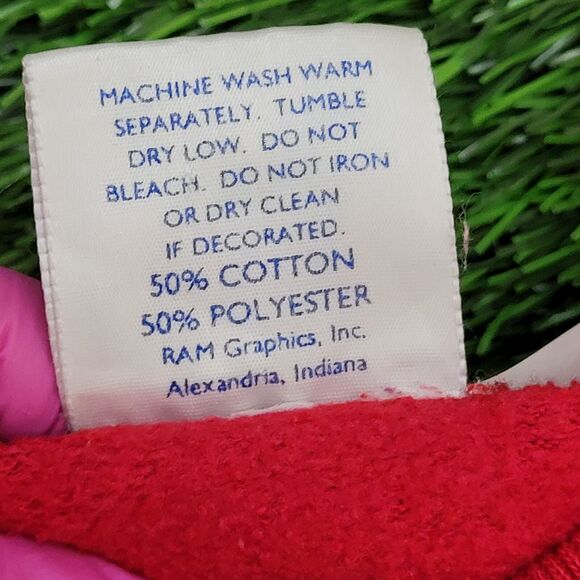 MACHINE WASH WARM
SEPARATELY. TUMBLE
DRY LOW. DO NOT
BLEACH. DO NOT IRON
OR DRY CLEAN
IF DECORATED.
50% COTTON
50% POLYESTER
RAM Graphics, Inc.
Alexandria, Indiana